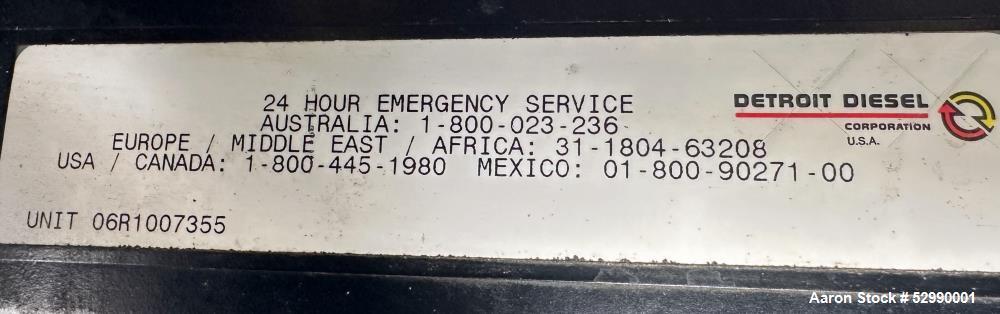 24 HOUR EMERGENCY SERVICE
AUSTRALIA: 1-800-023-236
EUROPE / MIDDLE EAST / AFRICA: 31-1804-63208
USA / CANADA: 1-800-445-1980 MEXICO: 01-800-90271-00
UNIT 06R1007355
DETROIT DIESEL
CORPORATION
U.S.A.
Aaron Stock # 52990001